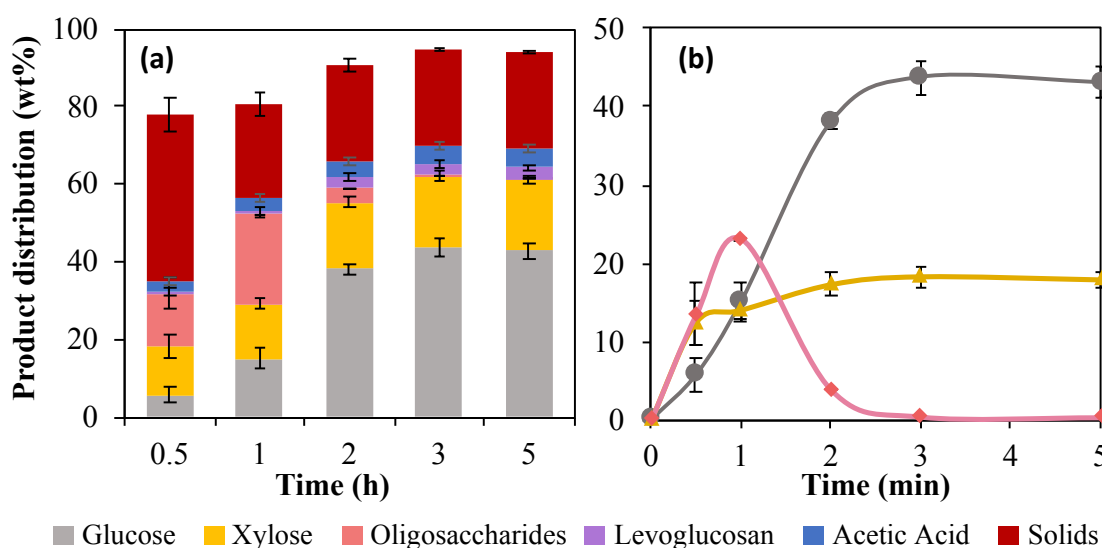 Product distribution (wt%)
100
80
60
40
20
0
(a)
0.5 1 2 3 5
Time (h)
50
40
30
20
10
0
(b)
0 1 2 3 4 5
Time (min)
Glucose Xylose Oligosaccharides Levoglucosan Acetic Acid Solids